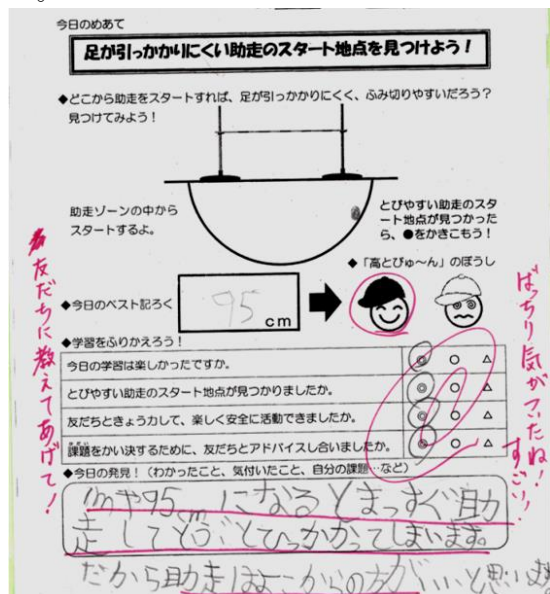 今日のめあて
足が引っかかりにくい助走のスタート地点を見つけよう！
◆どこから助走をスタートすれば、足が引っかかりにくく、ふみ切りやすいだろう？
見つけてみよう！
助走ゾーンの中から
スタートするよ。
とびやすい助走のスタ
ート地点が見つかった
ら、●をかきこもう！
◆「高とびゅ～ん」のぼうし
◆今日のベスト記ろく
95
cm
◆学習をふりかえろう！
今日の学習は楽しかったですか。 ◎ ○ △
とびやすい助走のスタート地点が見つかりましたか。 ◎ ○ △
友だちときょう力して、楽しく安全に活動できましたか。 ◎ ○ △
課題をかい決するために、友だちとアドバイスし合いましたか。 ◎ ○ △
◆今日の発見！（わかったこと、気付いたこと、自分の課題…など）
mや95cmになるとまっすぐ助
走してとぶとひっかかってしまいます。
だから助走はよこからの方がいいと思います
友だちに教えてあげて！
ばっちり気がついたね！
すごい！